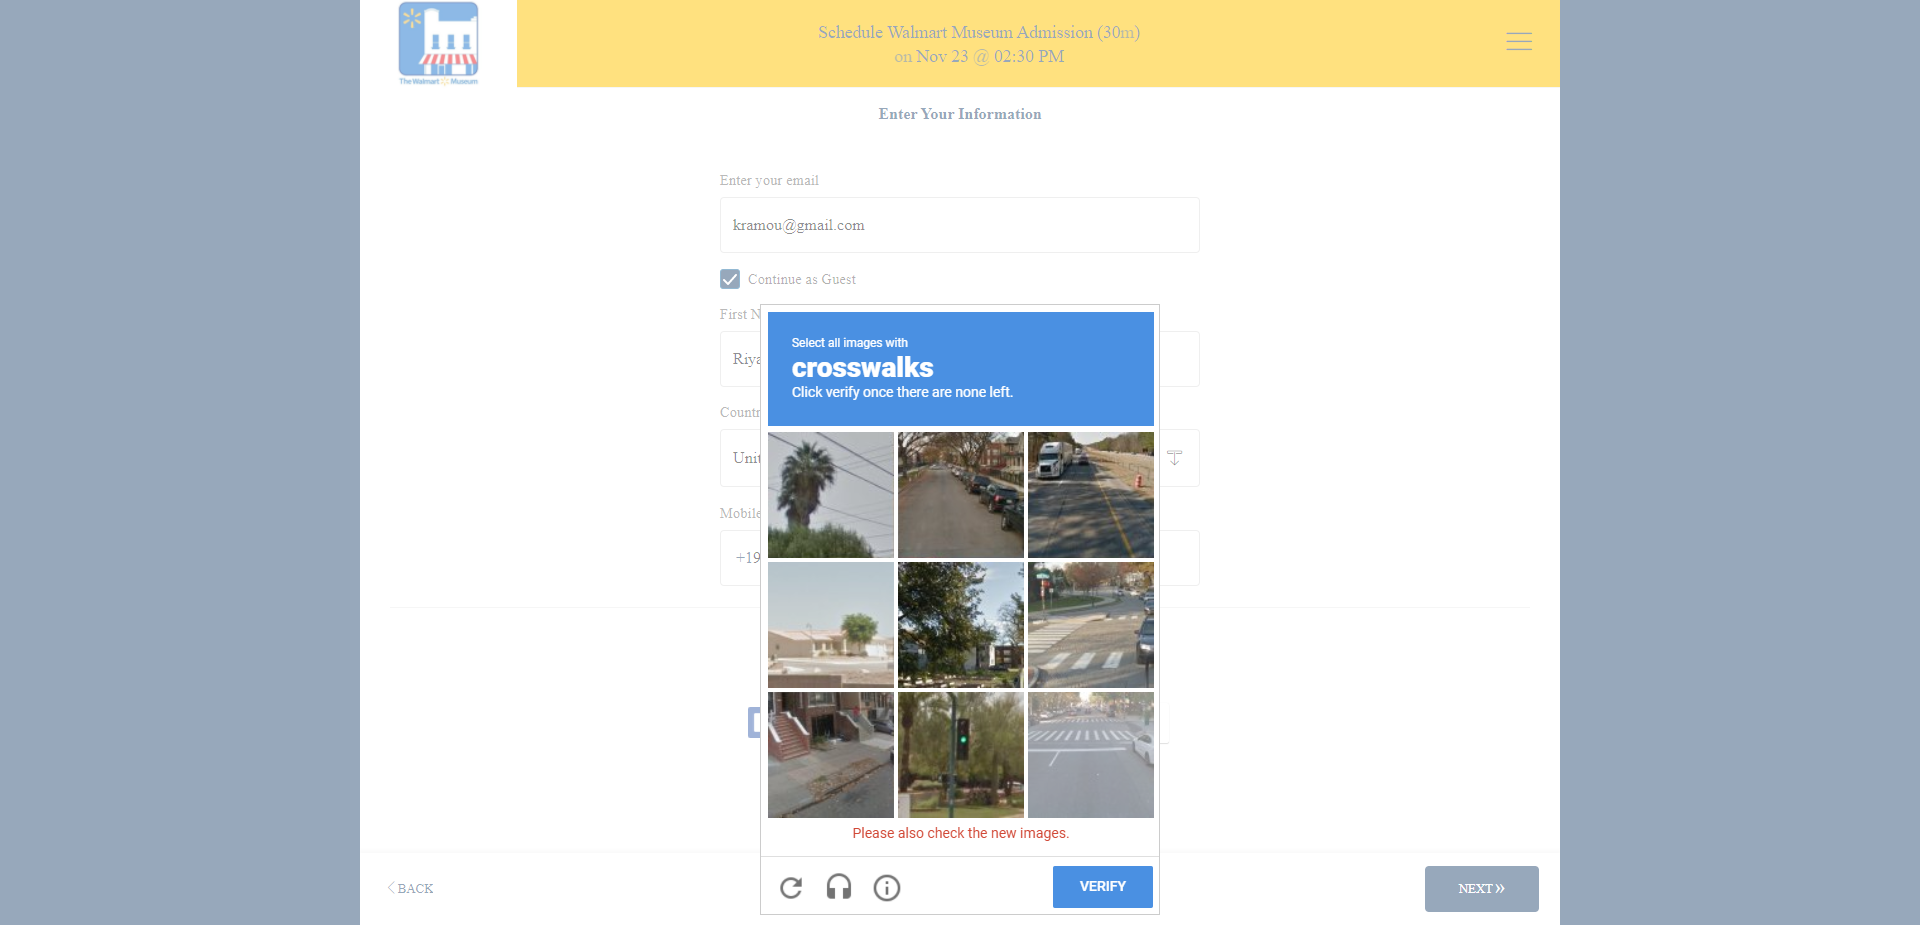 The Walmart Museum
Schedule Walmart Museum Admission (30m)
on Nov 23 @ 02:30 PM
Enter Your Information
Enter your email
kramou@gmail.com
Continue as Guest
First N
Riya
Countr
Unit
Mobile
+19
Select all images with
crosswalks
Click verify once there are none left.
Please also check the new images.
VERIFY
BACK
NEXT